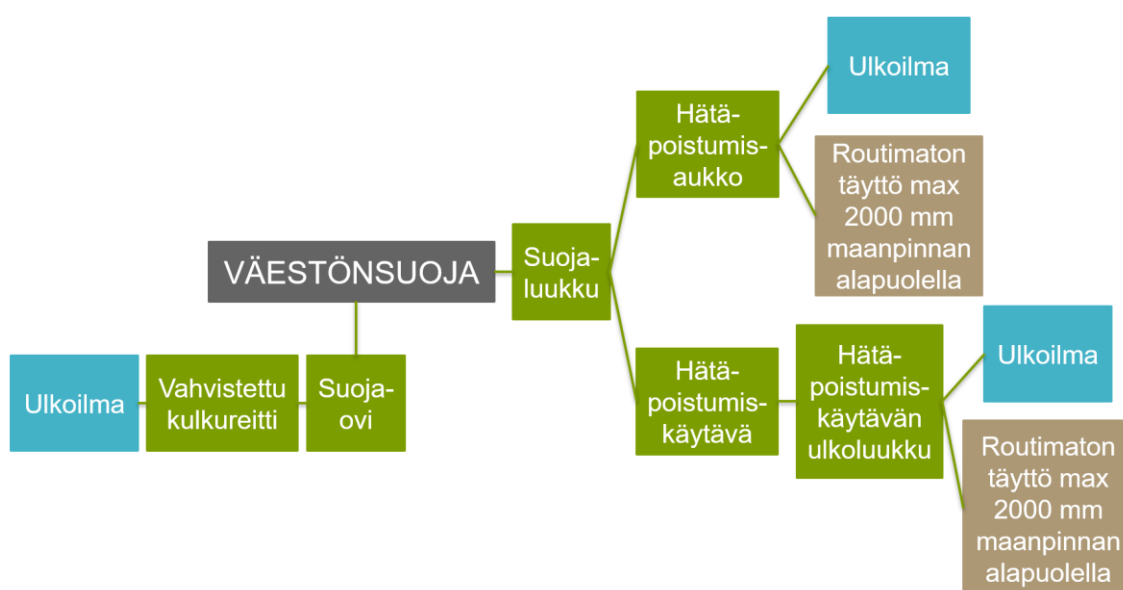 Ulkoilma
Hätä-
poistumis-
aukko
Routimaton
täyttö max
2000 mm
maanpinnan
alapuolella
VÄESTÖNSUOJA
Suoja-
luukku
Ulkoilma
Vahvistettu
kulkureitti
Suoja-
ovi
Hätä-
poistumis-
käytävä
Hätä-
poistumis-
käytävän
ulkoluukku
Ulkoilma
Routimaton
täyttö max
2000 mm
maanpinnan
alapuolella